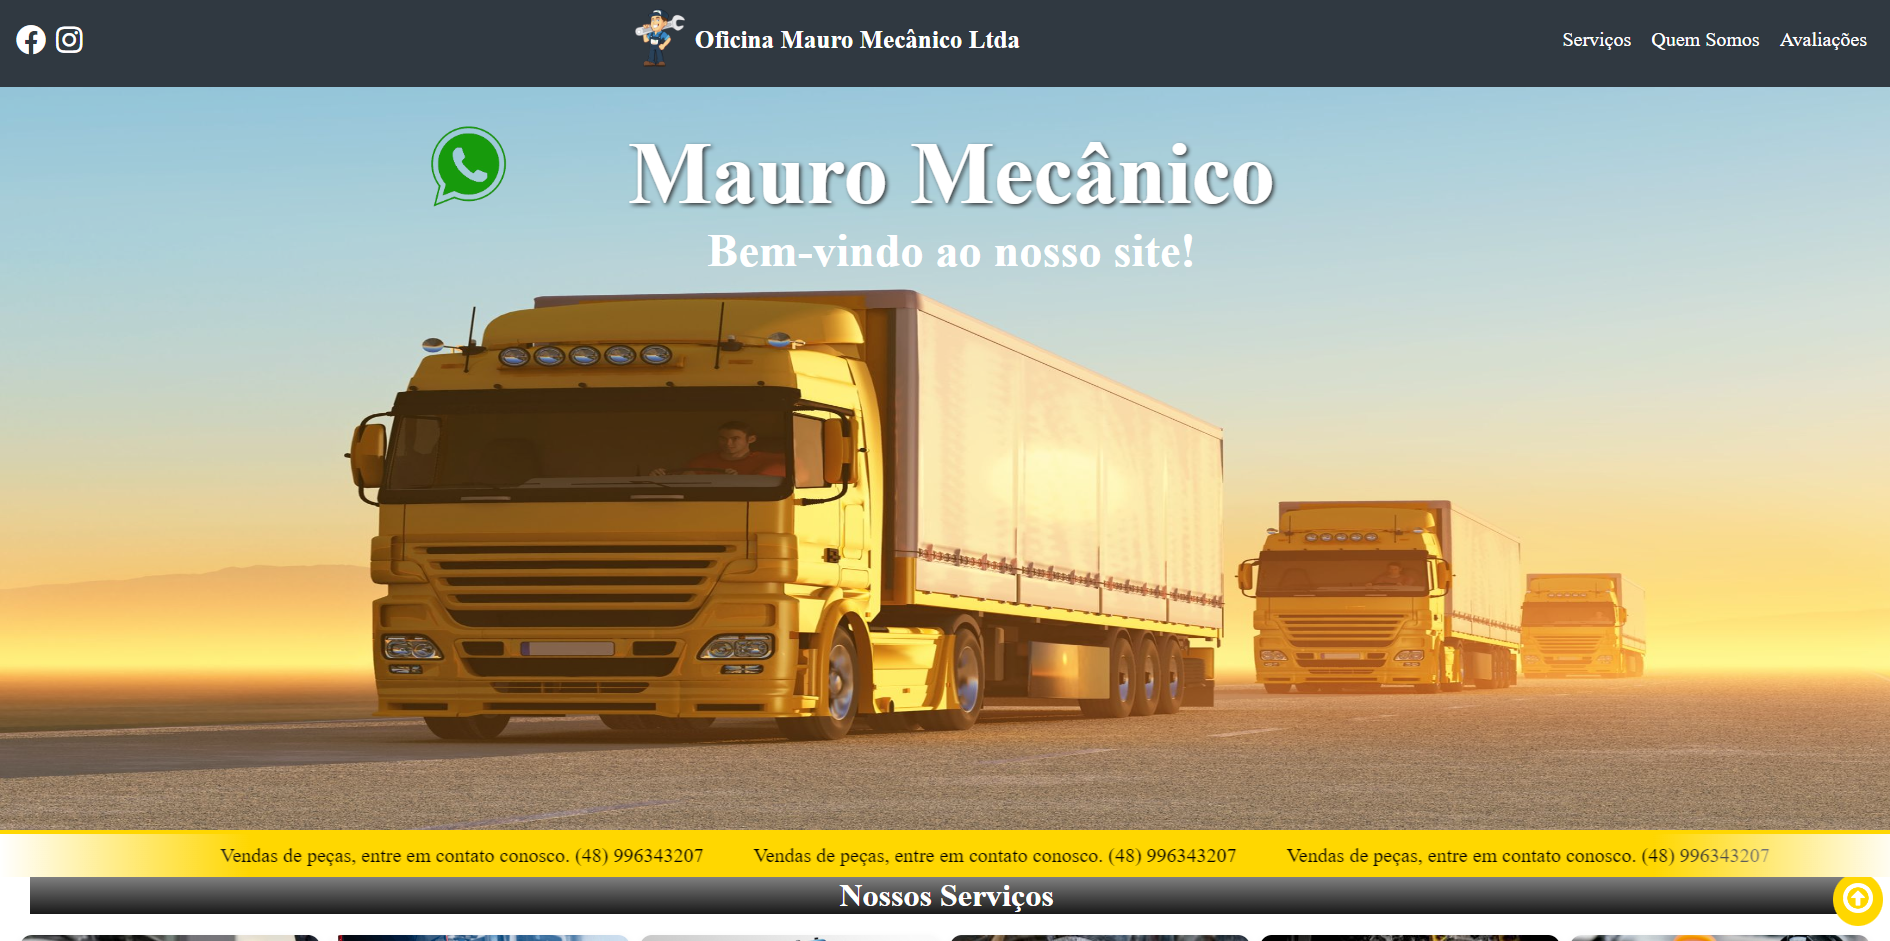 Oficina Mauro Mecânico Ltda
Serviços Quem Somos Avaliações
Mauro Mecânico
Bem-vindo ao nosso site!
Vendas de peças, entre em contato conosco. (48) 996343207 Vendas de peças, entre em contato conosco. (48) 996343207 Vendas de peças, entre em contato conosco. (48) 996343207
Nossos Serviços